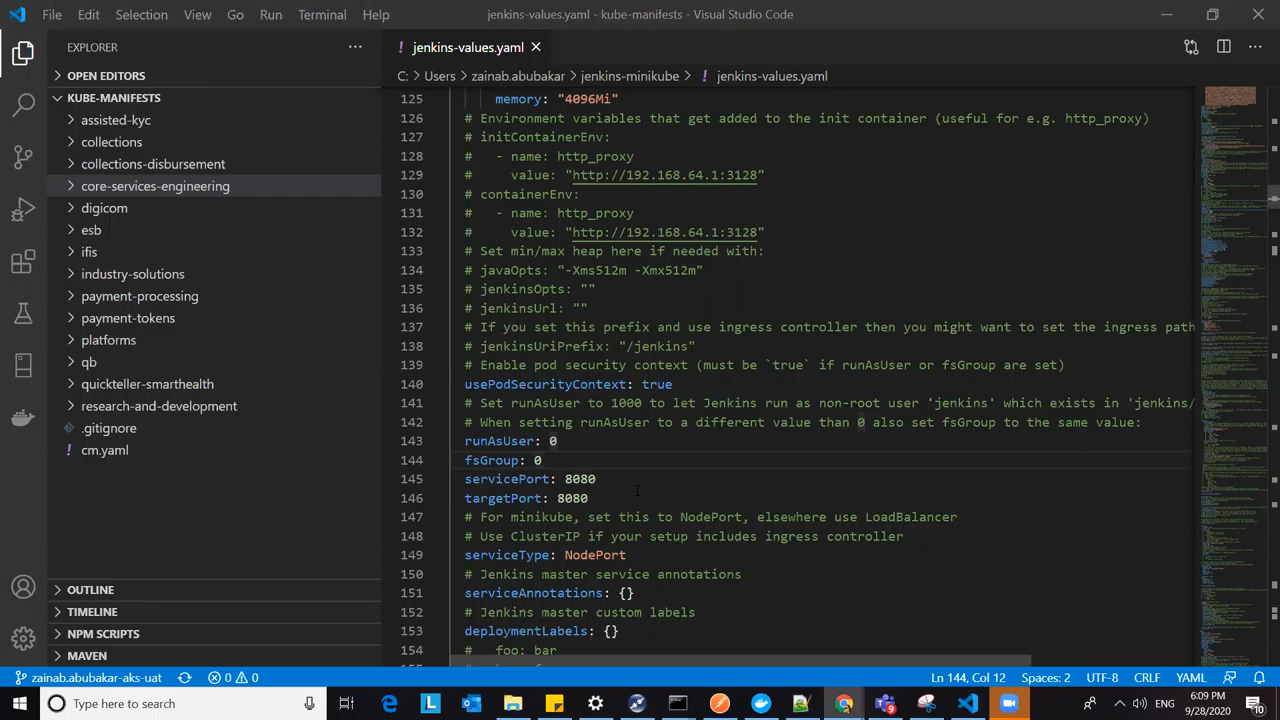 File Edit Selection View Go Run Terminal Help
jenkins-values.yaml - kube-manifests - Visual Studio Code
EXPLORER
OPEN EDITORS
KUBE-MANIFESTS
assisted-kyc
collections
collections-disbursement
core-services-engineering
digicom
esb
ifis
industry-solutions
payment-processing
payment-tokens
platforms
qb
quickteller-smarthealth
research-and-development
.gitignore
rn.yaml
OUTLINE
TIMELINE
NPM SCRIPTS
MAVEN
! jenkins-values.yaml
C: > Users > zainab.abubakar > jenkins-minikube > ! jenkins-values.yaml
125 memory: "4096Mi"
126 # Environment variables that get added to the init container (useful for e.g. http_proxy)
127 # initContainerEnv:
128 # - name: http_proxy
129 # value: "http://192.168.64.1:3128"
130 # containerEnv:
131 # - name: http_proxy
132 # value: "http://192.168.64.1:3128"
133 # Set min/max heap here if needed with:
134 # javaOpts: "-Xms512m -Xmx512m"
135 # jenkinsOpts: ""
136 # jenkinsUrl: ""
137 # If you set this prefix and use ingress controller then you might want to set the ingress path
138 # jenkinsUriPrefix: "/jenkins"
139 # Enable pod security context (must be `true` if runAsUser or fsGroup are set)
140 usePodSecurityContext: true
141 # Set runAsUser to 1000 to let Jenkins run as non-root user 'jenkins' which exists in 'jenkins/
142 # When setting runAsUser to a different value than 0 also set fsGroup to the same value:
143 runAsUser: 0
144 fsGroup: 0
145 servicePort: 8080
146 targetPort: 8080
147 # For minikube, set this to NodePort, elsewhere use LoadBalancer
148 # Use ClusterIP if your setup includes ingress controller
149 serviceType: NodePort
150 # Jenkins master service annotations
151 serviceAnnotations: {}
152 # Jenkins master custom labels
153 deploymentLabels: {}
154 # foo: bar
zainab.abubakar-aks-uat 0 0 Ln 144, Col 12 Spaces: 2 UTF-8 CRLF YAML
Type here to search
6:09 PM
ENG
9/28/2020
10